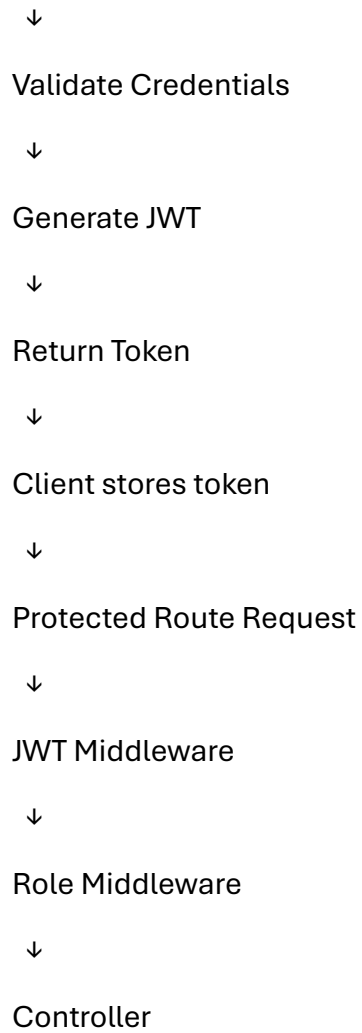 ↓
Validate Credentials
↓
Generate JWT
↓
Return Token
↓
Client stores token
↓
Protected Route Request
↓
JWT Middleware
↓
Role Middleware
↓
Controller